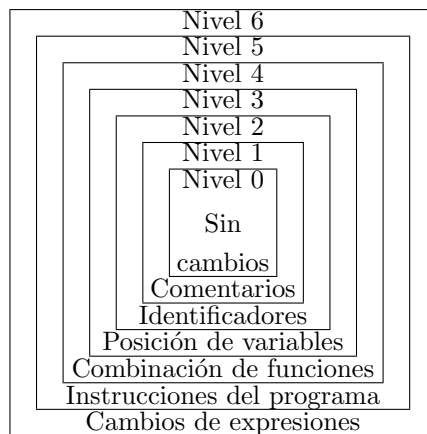 Nivel 6
Nivel 5
Nivel 4
Nivel 3
Nivel 2
Nivel 1
Nivel 0
Sin
cambios
Comentarios
Identificadores
Posición de variables
Combinación de funciones
Instrucciones del programa
Cambios de expresiones